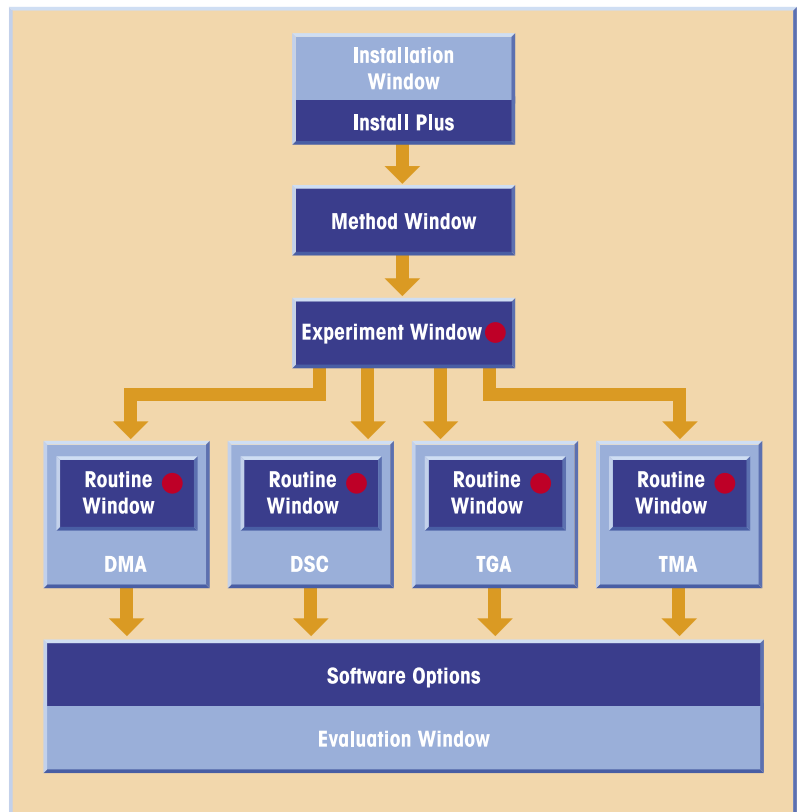 Installation
Window
Install Plus
Method Window
Experiment Window
Routine
Window
DMA
Routine
Window
DSC
Routine
Window
TGA
Routine
Window
TMA
Software Options
Evaluation Window